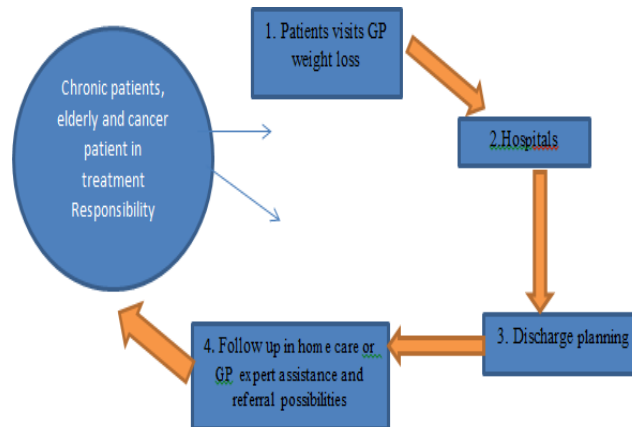 Chronic patients,
elderly and cancer
patient in
treatment
Responsibility
1. Patients visits GP
weight loss
2.Hospitals
3. Discharge planning
4. Follow up in home care or
GP expert assistance and
referral possibilities